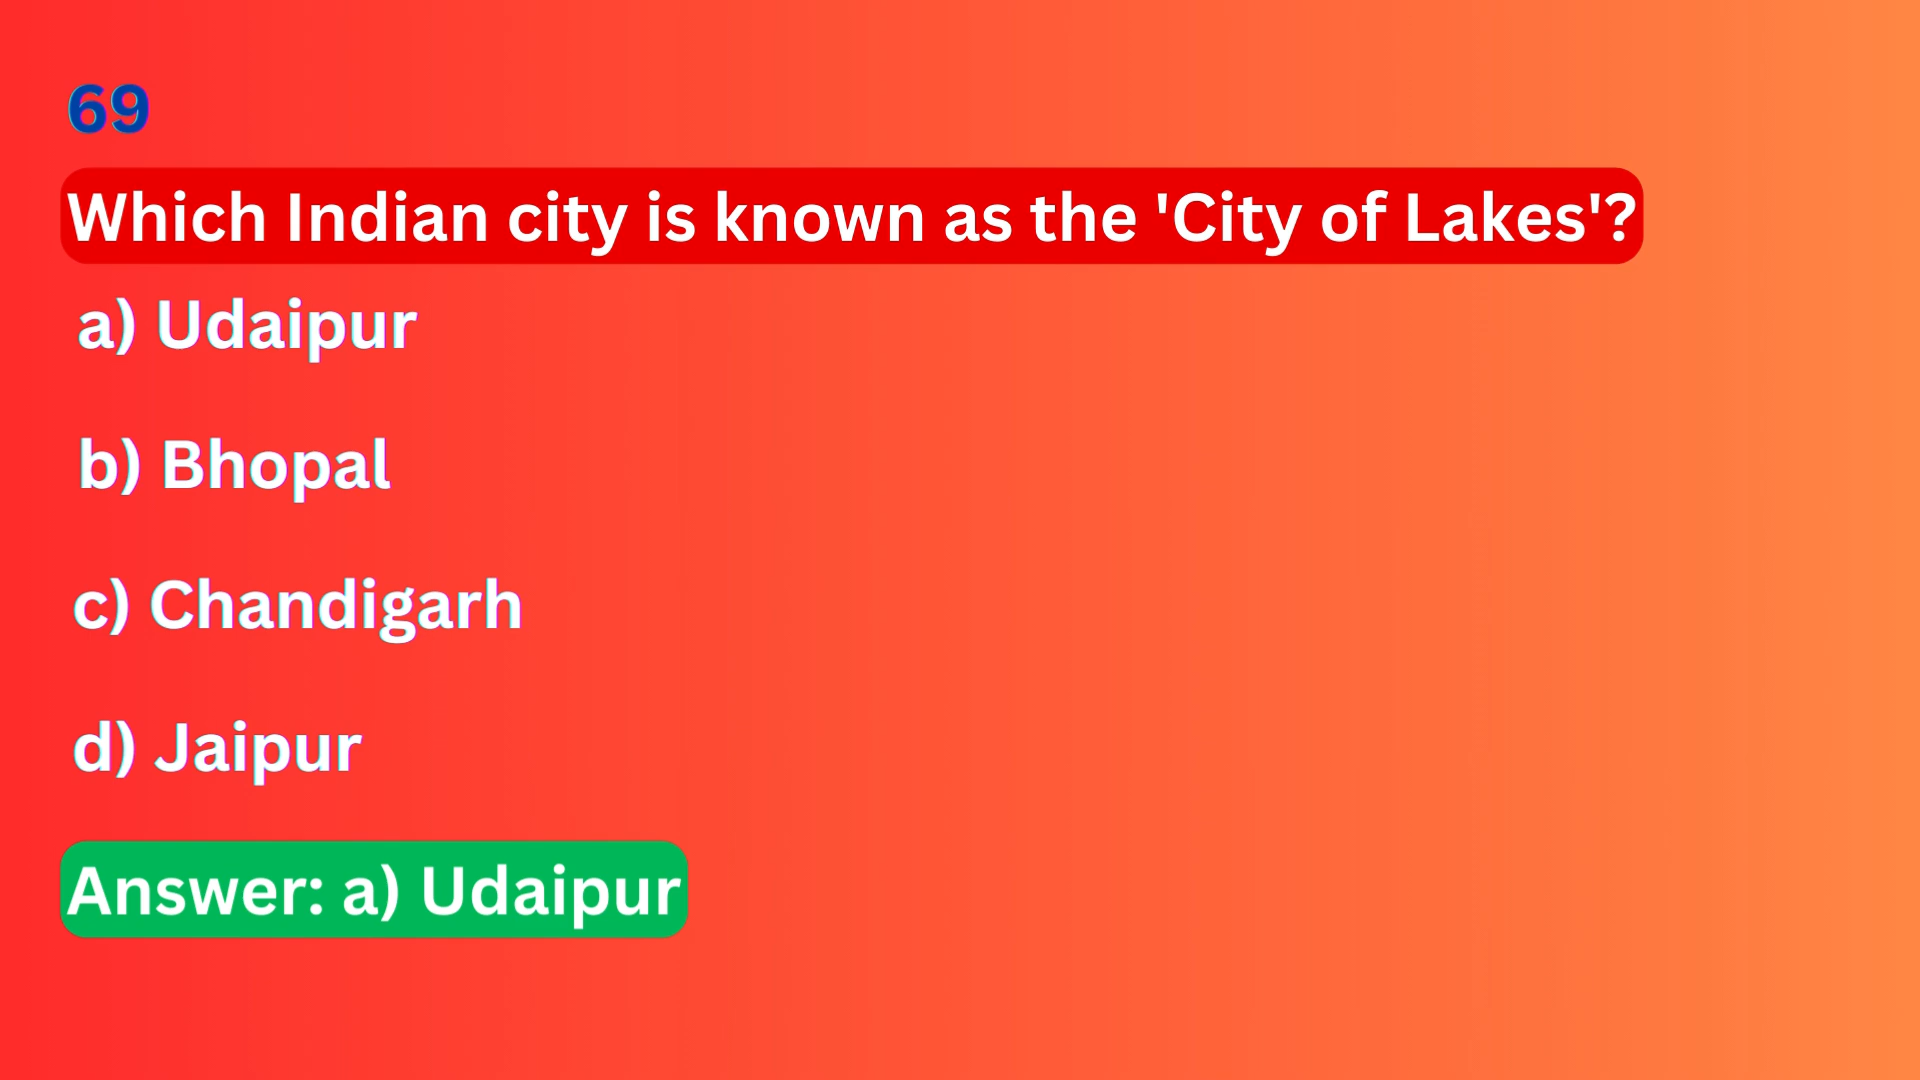 69
Which Indian city is known as the 'City of Lakes'?
a) Udaipur
b) Bhopal
c) Chandigarh
d) Jaipur
Answer: a) Udaipur